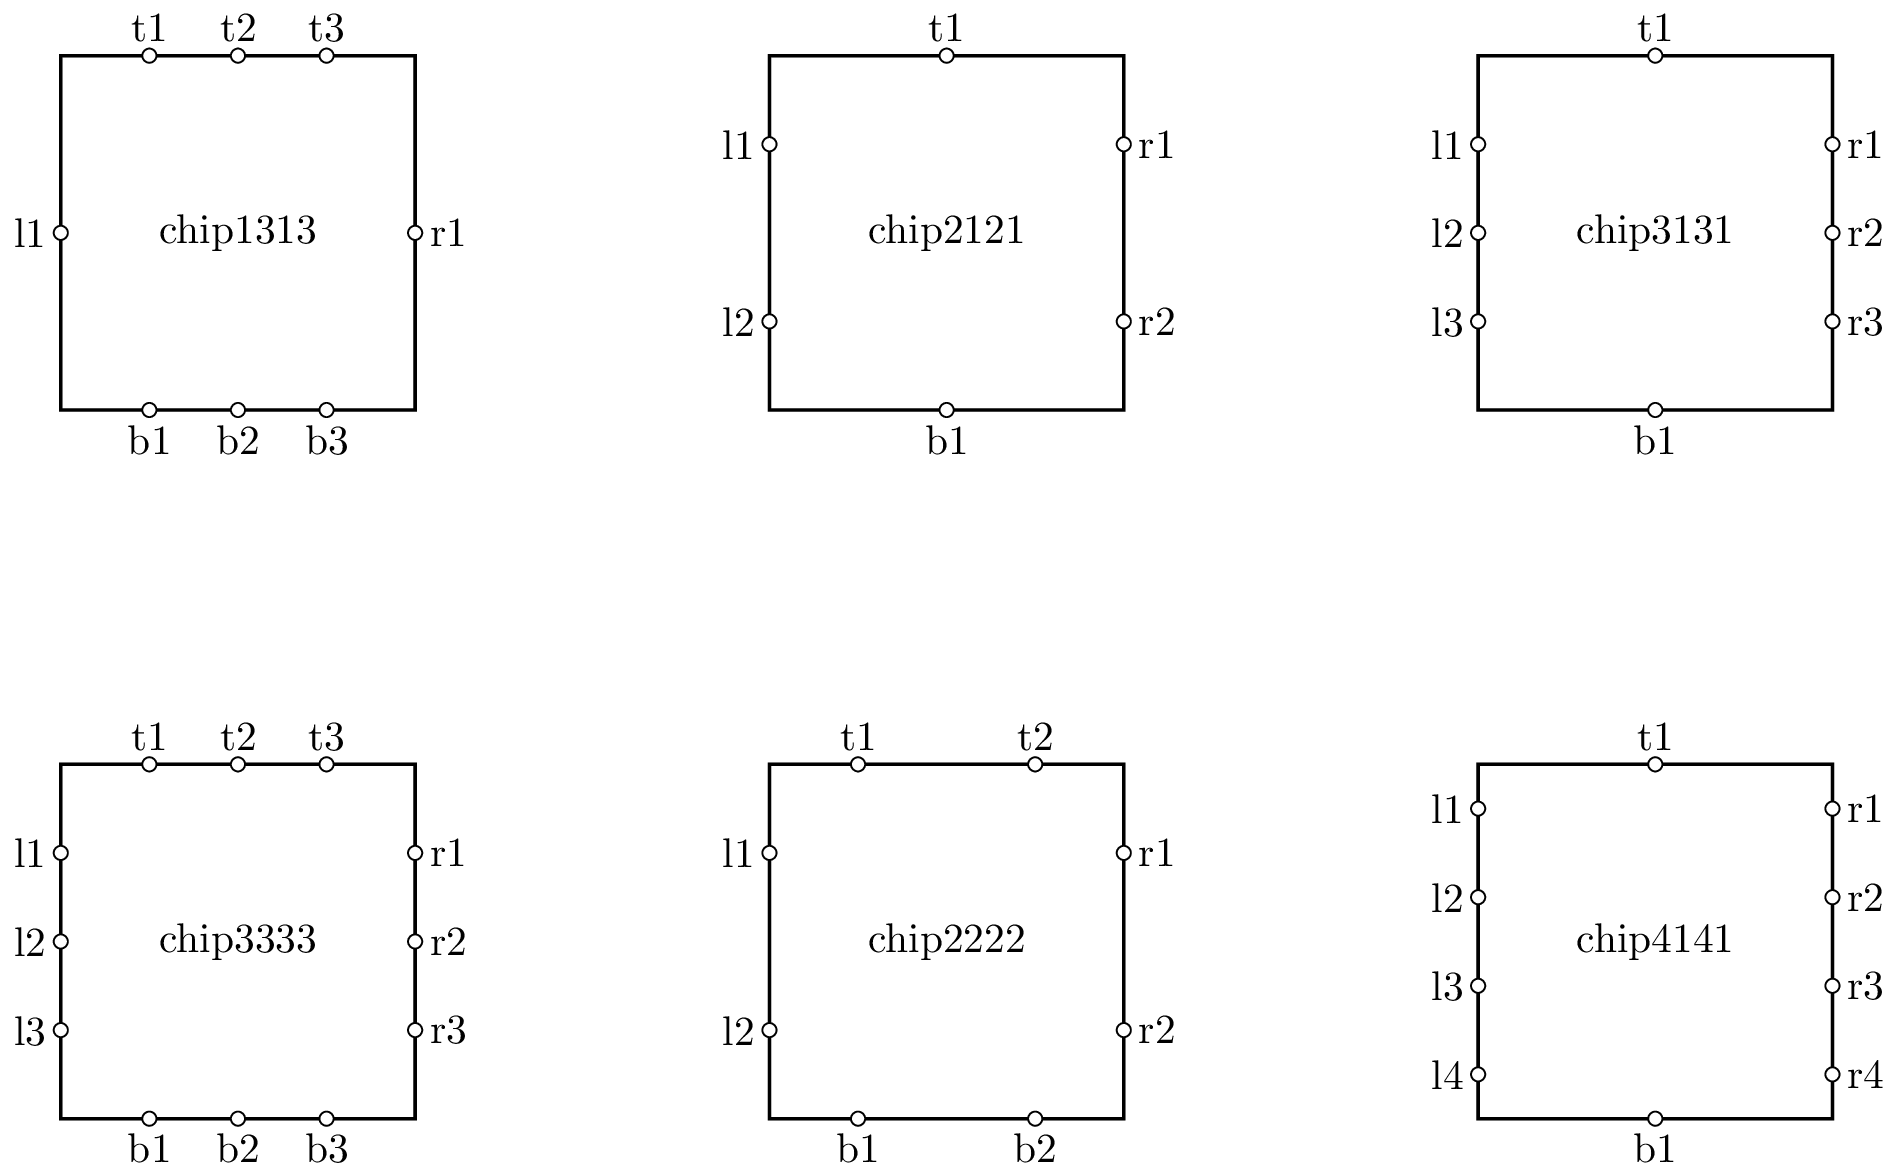 t1 t2 t3 t1 t1
l1 r1 l1 r1
l1 chip1313 r1 chip2121 l2 chip3131 r2
l2 r2 l3 r3
b1 b2 b3 b1 b1
t1 t2 t3 t1 t2 t1
l1 r1
l1 r1 l1 r1
l2 r2
l2 chip3333 r2 chip2222 chip4141
l3 r3
l3 r3 l2 r2
l4 r4
b1 b2 b3 b1 b2 b1